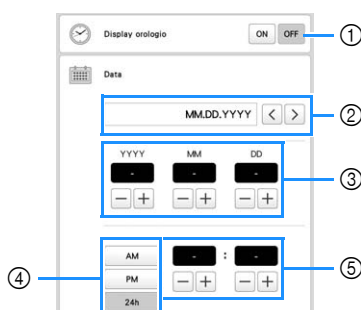 Display orologio ON OFF ①
Data
MM.DD.YYYY < > ②
YYYY MM DD
- - - ③
− + − + − +
④ AM - : - ⑤
PM − + − +
24h